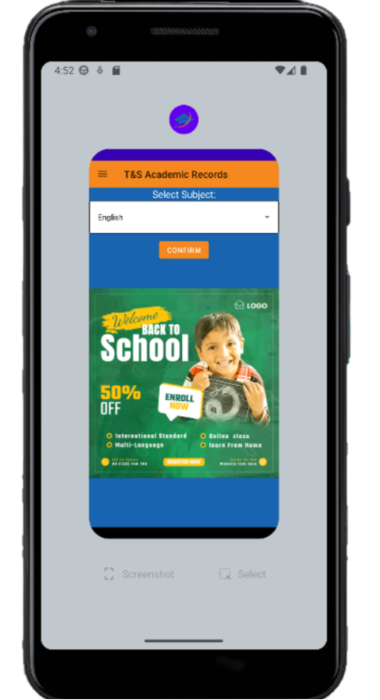 4:52
T&S Academic Records
Select Subject:
English
CONFIRM
LOGO
Welcome
BACK TO
School
50%
OFF
ENROLL
NOW
International Standard
Online class
Multi-Language
learn From Home
REGISTER NOW
Screenshot
Select